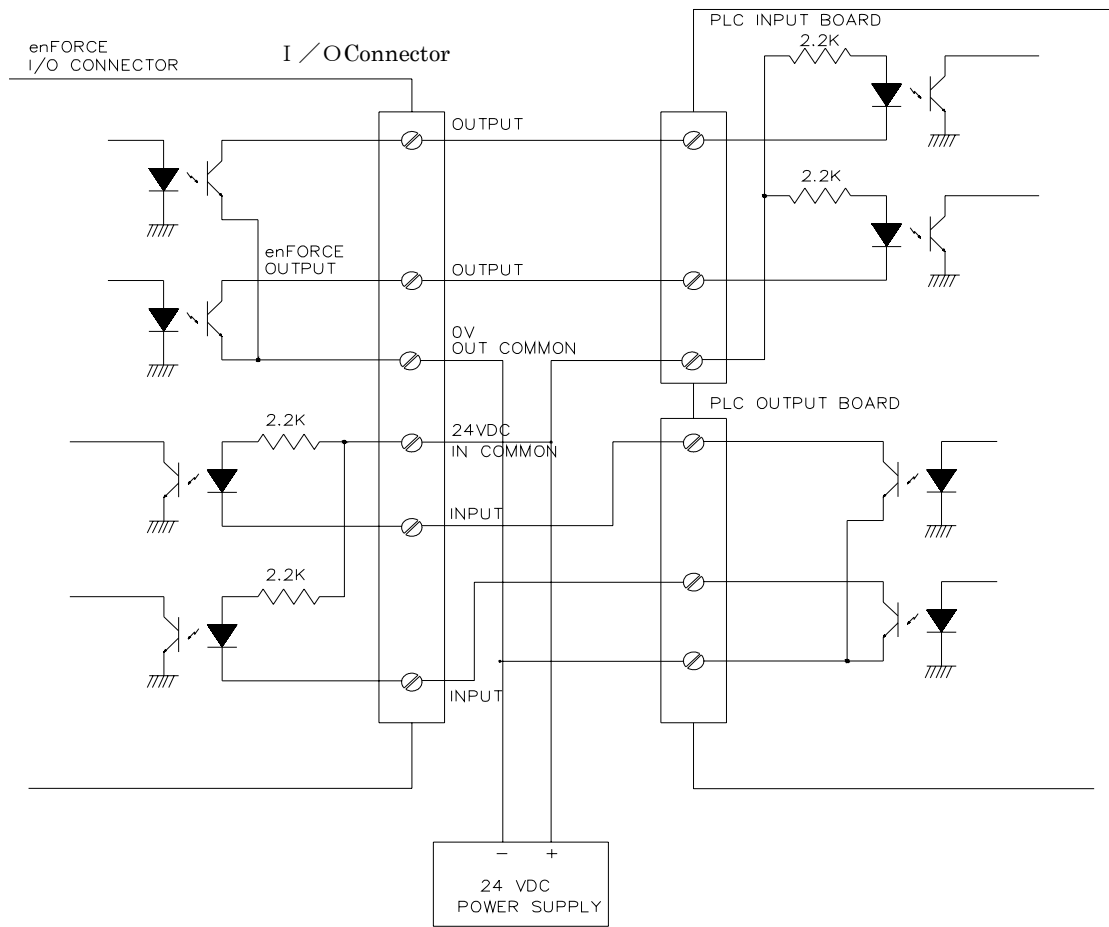 enFORCE
I/O CONNECTOR
Ｉ／ＯConnector
PLC INPUT BOARD
2.2K
OUTPUT
2.2K
enFORCE
OUTPUT
OUTPUT
0V
OUT COMMON
PLC OUTPUT BOARD
2.2K
24VDC
IN COMMON
INPUT
2.2K
INPUT
− +
24 VDC
POWER SUPPLY